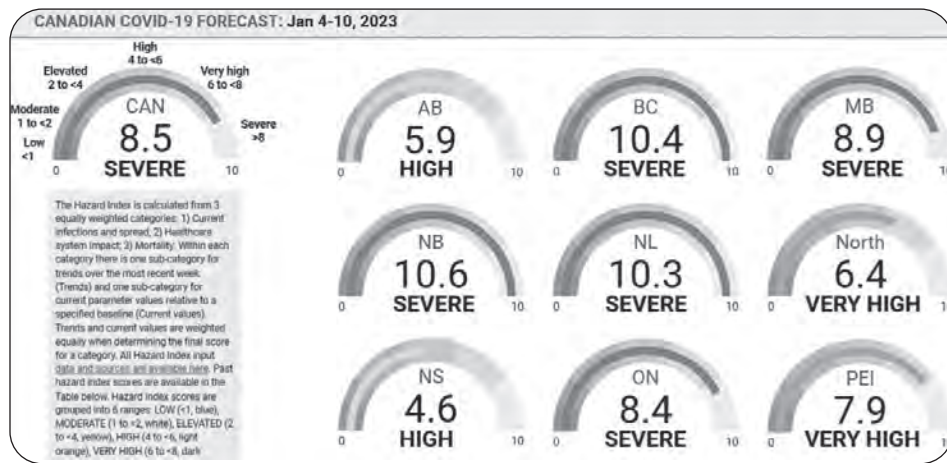 CANADIAN COVID-19 FORECAST: Jan 4-10, 2023
High
4 to <6
Elevated
2 to <4
Very high
6 to <8
Moderate
1 to <2
Severe
>8
Low
<1
CAN
8.5
SEVERE
0
10
AB
5.9
HIGH
0
10
BC
10.4
SEVERE
0
10
MB
8.9
SEVERE
0
10
The Hazard Index is calculated from 3
equally weighted categories: 1) Current
infections and spread; 2) Healthcare
system impact; 3) Mortality. Within each
category there is one sub-category for
trends over the most recent week
(Trends) and one sub-category for
current parameter values relative to a
specified baseline (Current values).
Trends and current values are weighted
equally when determining the final score
for a category. All Hazard Index input
data and sources are available here. Past
hazard index scores are available in the
Table below. Hazard Index scores are
grouped into 6 ranges: LOW (<1, blue),
MODERATE (1 to <2, white), ELEVATED (2
to <4, yellow), HIGH (4 to <6, light
orange), VERY HIGH (6 to <8, dark
NB
10.6
SEVERE
0
10
NL
10.3
SEVERE
0
10
North
6.4
VERY HIGH
0
10
NS
4.6
HIGH
0
10
ON
8.4
SEVERE
0
10
PEI
7.9
VERY HIGH
0
10